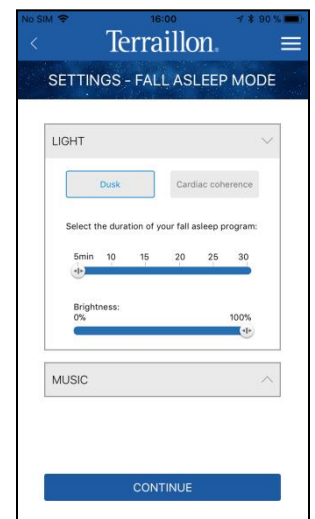 No SIM 16:00 90 %
Terraillon.
SETTINGS - FALL ASLEEP MODE
LIGHT
Dusk Cardiac coherence
Select the duration of your fall asleep program:
5min 10 15 20 25 30
Brightness:
0% 100%
MUSIC
CONTINUE